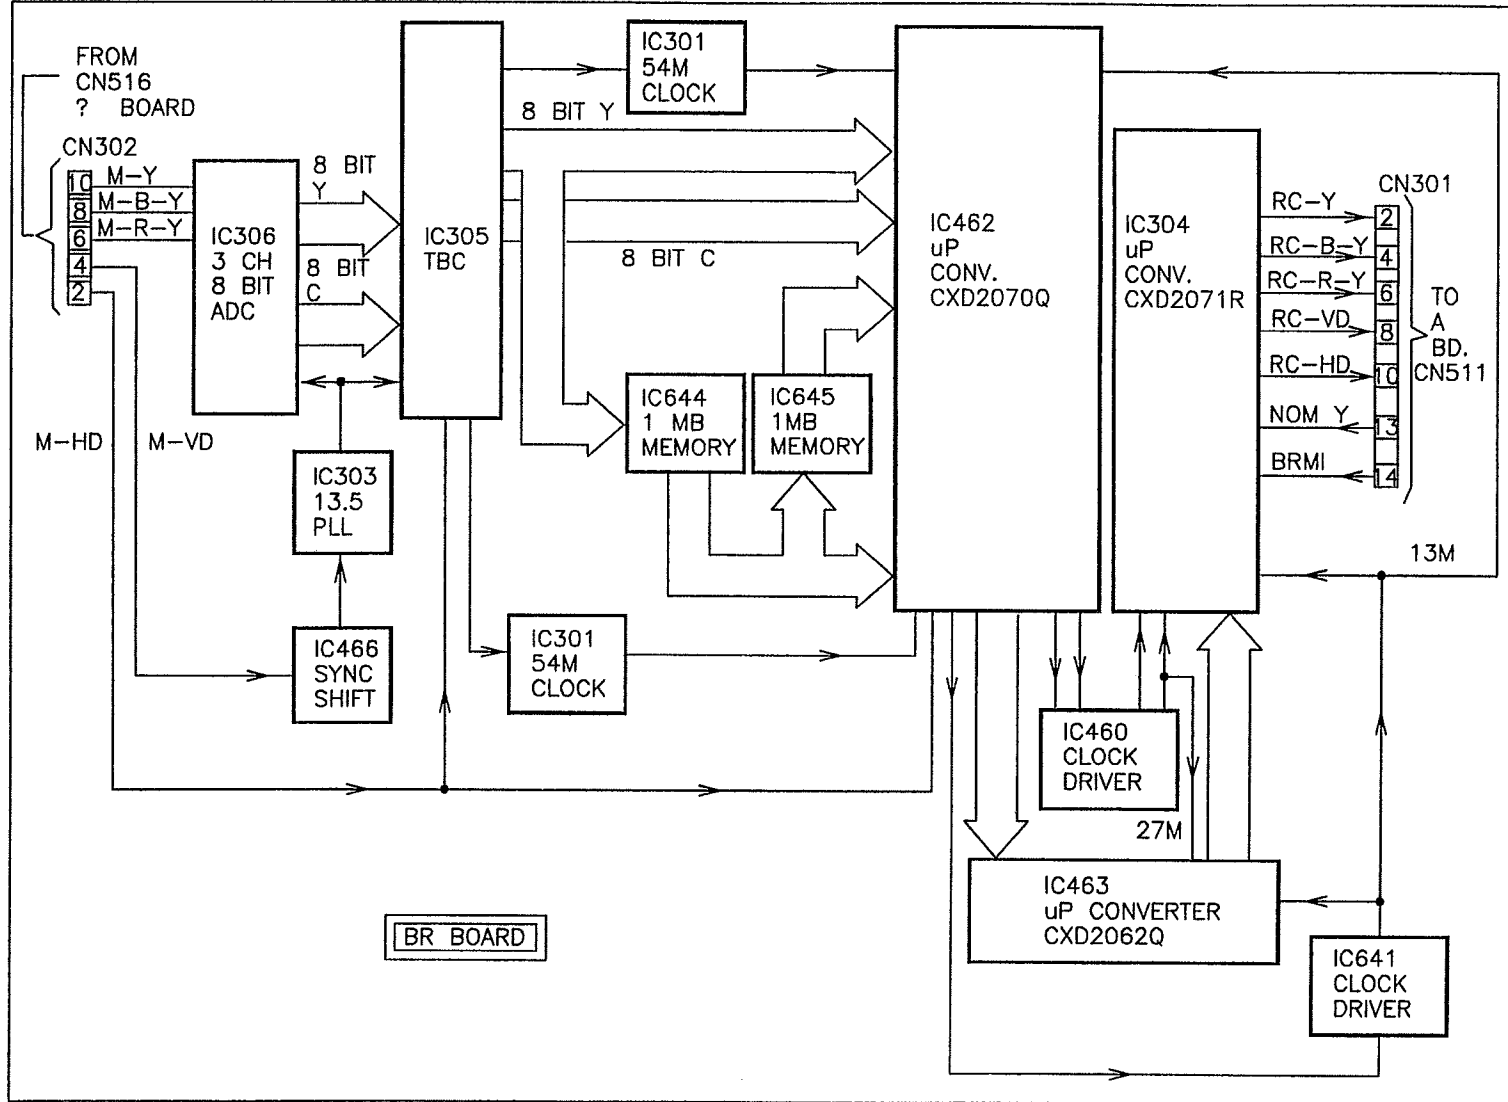 FROM
CN516
? BOARD
CN302
10
8
6
4
2
M-Y
M-B-Y
M-R-Y
M-HD
M-VD
IC306
3 CH
8 BIT
ADC
8 BIT
Y
8 BIT
C
IC303
13.5
PLL
IC466
SYNC
SHIFT
IC305
TBC
IC301
54M
CLOCK
8 BIT Y
8 BIT C
IC644
1 MB
MEMORY
IC645
1MB
MEMORY
IC301
54M
CLOCK
IC462
uP
CONV.
CXD2070Q
IC304
uP
CONV.
CXD2071R
RC-Y
RC-B-Y
RC-R-Y
RC-VD
RC-HD
NOM Y
BRMI
CN301
2
4
6
8
10
13
14
TO
A
BD.
CN511
13M
IC460
CLOCK
DRIVER
27M
IC463
uP CONVERTER
CXD2062Q
IC641
CLOCK
DRIVER
BR BOARD